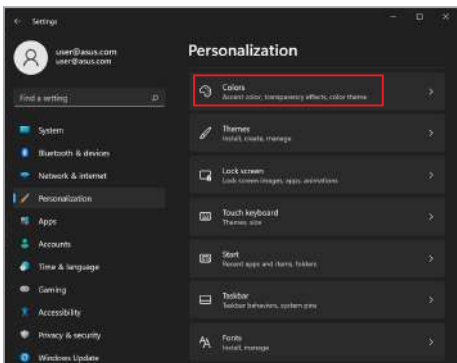 Settings
user@asus.com
user@asus.com
Find a setting
System
Bluetooth & devices
Network & internet
Personalization
Apps
Accounts
Time & language
Gaming
Accessibility
Privacy & security
Windows Update
Personalization
Colors
Accent color, transparency effects, color theme
Themes
Install, create, manage
Lock screen
Lock screen images, apps, animations
Touch keyboard
Themes, size
Start
Recent apps and items, folders
Taskbar
Taskbar behaviors, system pins
Fonts
Install, manage